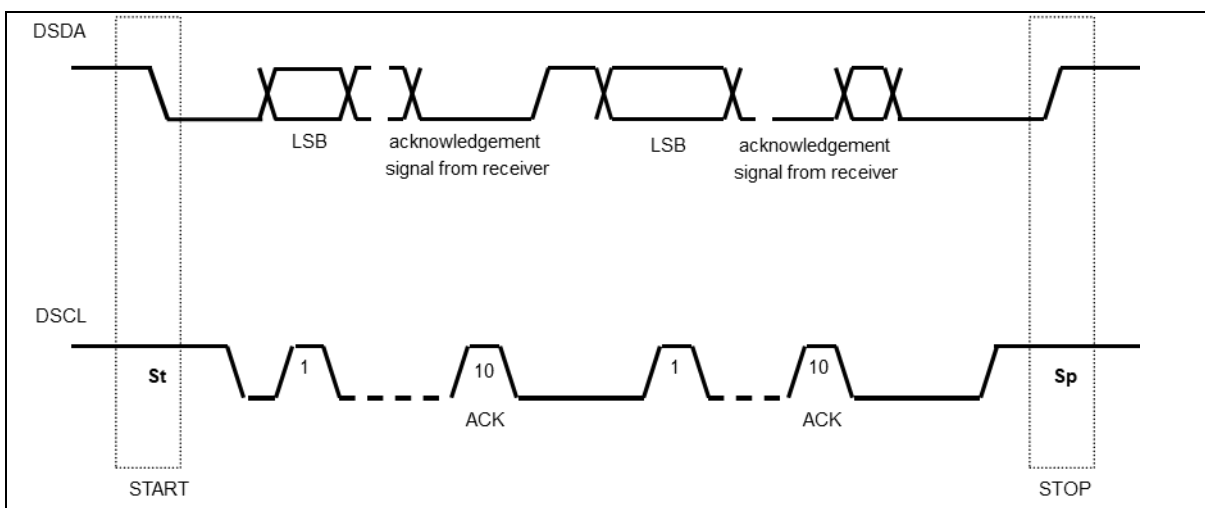 DSDA
LSB
acknowledgement
signal from receiver
LSB
acknowledgement
signal from receiver
DSCL
St
1
10
1
10
Sp
ACK
ACK
START
STOP